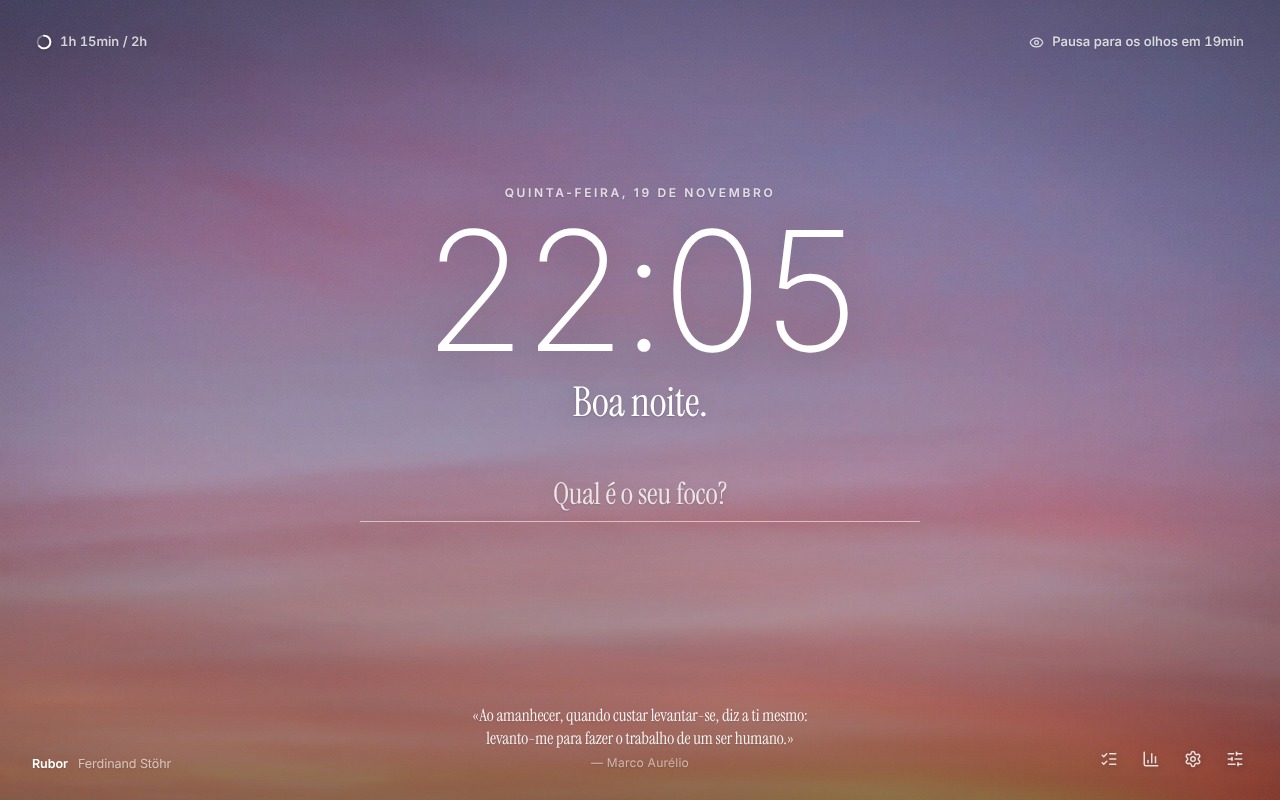 1h 15min / 2h
Pausa para os olhos em 19min
QUINTA-FEIRA, 19 DE NOVEMBRO
22:05
Boa noite.
Qual é o seu foco?
«Ao amanhecer, quando custar levantar-se, diz a ti mesmo:
levanto-me para fazer o trabalho de um ser humano.»
— Marco Aurélio
Rubor Ferdinand Stöhr